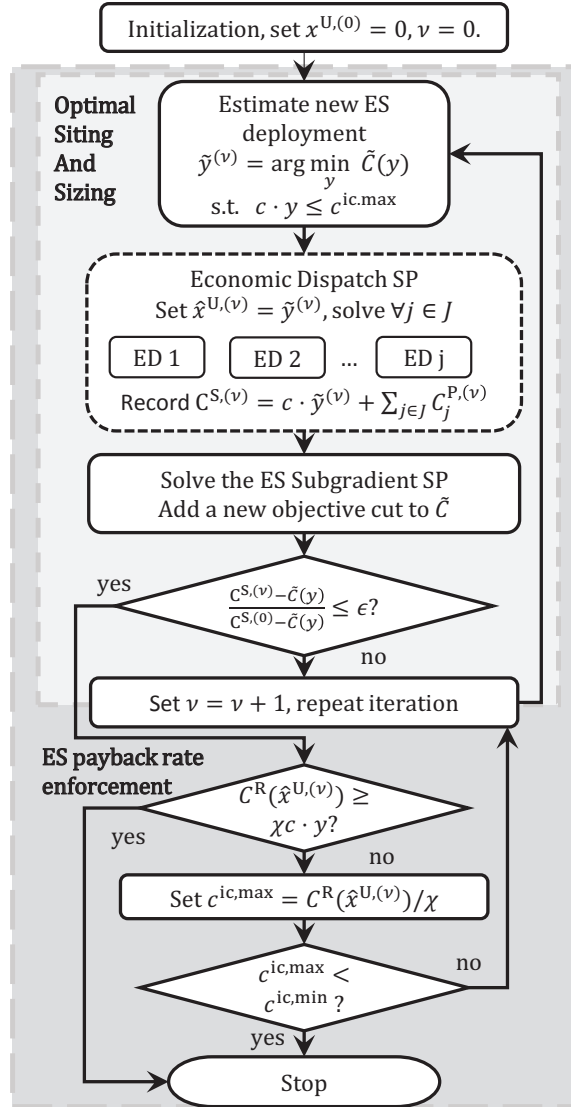 Initialization, set x^{U,(0)} = 0, ν = 0.
Optimal
Siting
And
Sizing
Estimate new ES
deployment
ỹ^{(ν)} = arg min_y C̃(y)
s.t. c · y ≤ c^{ic.max}
Economic Dispatch SP
Set x̂^{U,(ν)} = ỹ^{(ν)}, solve ∀j ∈ J
ED 1 ED 2 ... ED j
Record C^{S,(ν)} = c · ỹ^{(ν)} + ∑_{j∈J} C_j^{P,(ν)}
Solve the ES Subgradient SP
Add a new objective cut to C̃
yes
(C^{S,(ν)} − C̃(y)) / (C^{S,(0)} − C̃(y)) ≤ ϵ?
no
Set ν = ν + 1, repeat iteration
ES payback rate
enforcement
C^R(x̂^{U,(ν)}) ≥
χc · y?
yes
no
Set c^{ic,max} = C^R(x̂^{U,(ν)})/χ
c^{ic,max} <
c^{ic,min} ?
no
yes
Stop